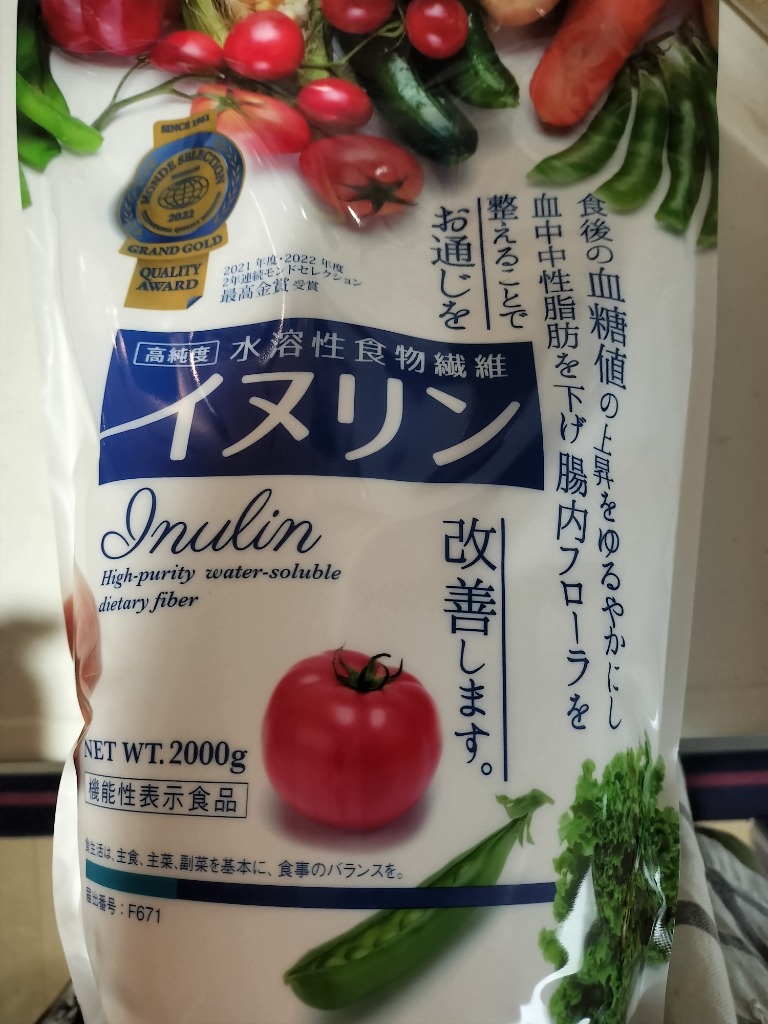 SINCE 1961
MONDE SELECTION
2022
GRAND GOLD
QUALITY
AWARD
2021年度・2022年度
2年連続モンドセレクション
最高金賞受賞
食後の血糖値の上昇をゆるやかにし
血中中性脂肪を下げ腸内フローラを
整えることで
お通じを
改善します。
高純度 水溶性食物繊維
イヌリン
Inulin
High-purity water-soluble
dietary fiber
NET WT. 2000g
機能性表示食品
食生活は、主食、主菜、副菜を基本に、食事のバランスを。
届出番号：F671